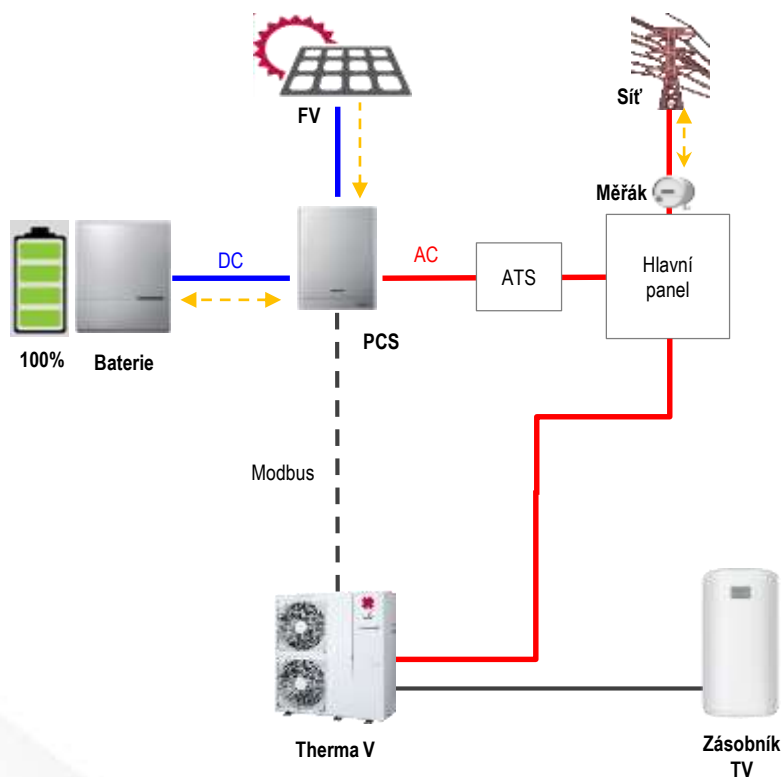 FV
Síť
Měřák
DC
AC
ATS
Hlavní
panel
100%
Baterie
PCS
Modbus
Therma V
Zásobník
TV